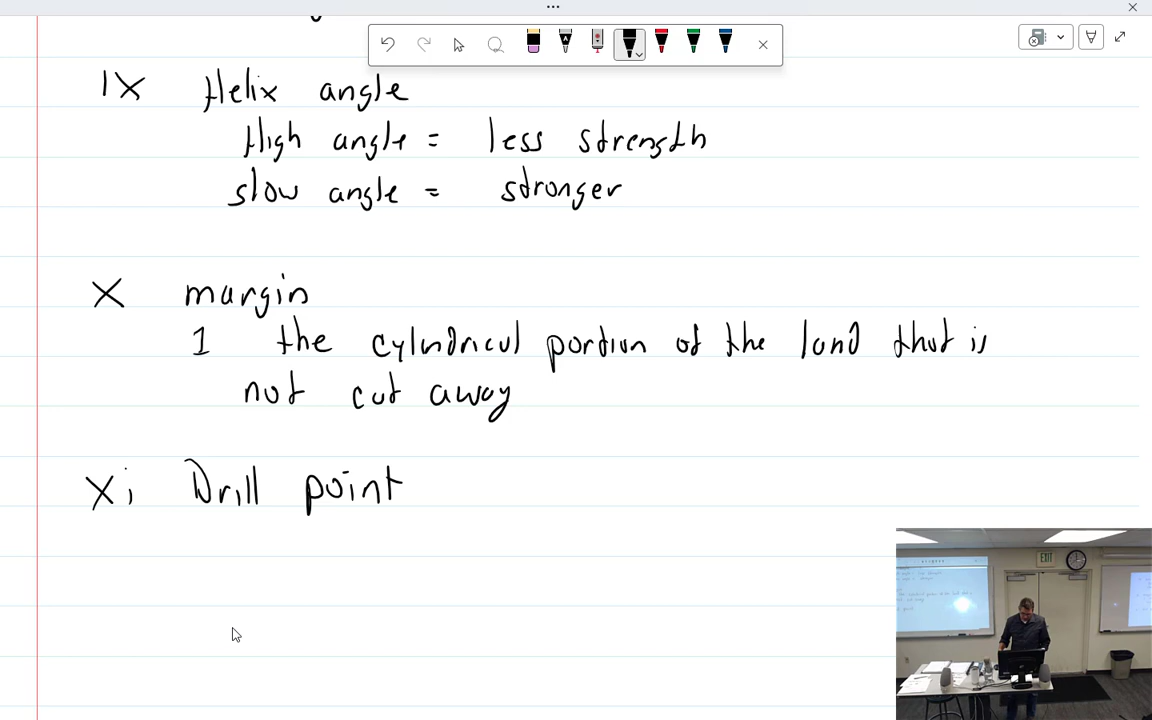 IX Helix angle
High angle = less strength
slow angle = stronger
X margin
1 the cylindrical portion of the land that is
not cut away
Xi Drill point
EXIT